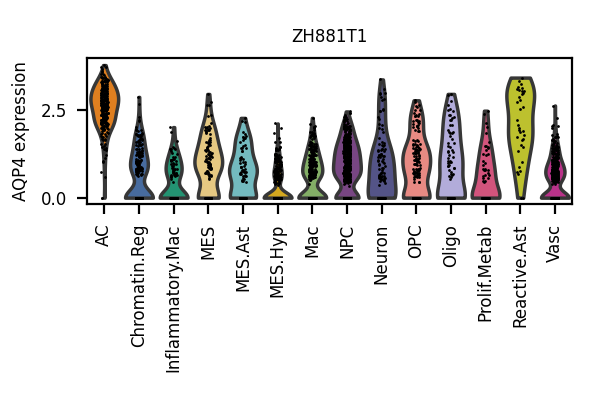 ZH881T1
AQP4 expression
2.5
0.0
AC
Chromatin.Reg
Inflammatory.Mac
MES
MES.Ast
MES.Hyp
Mac
NPC
Neuron
OPC
Oligo
Prolif.Metab
Reactive.Ast
Vasc